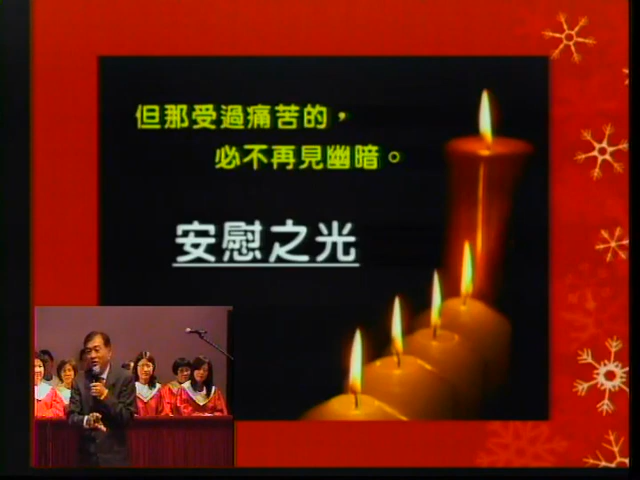 但那受過痛苦的，
必不再見幽暗。
安慰之光